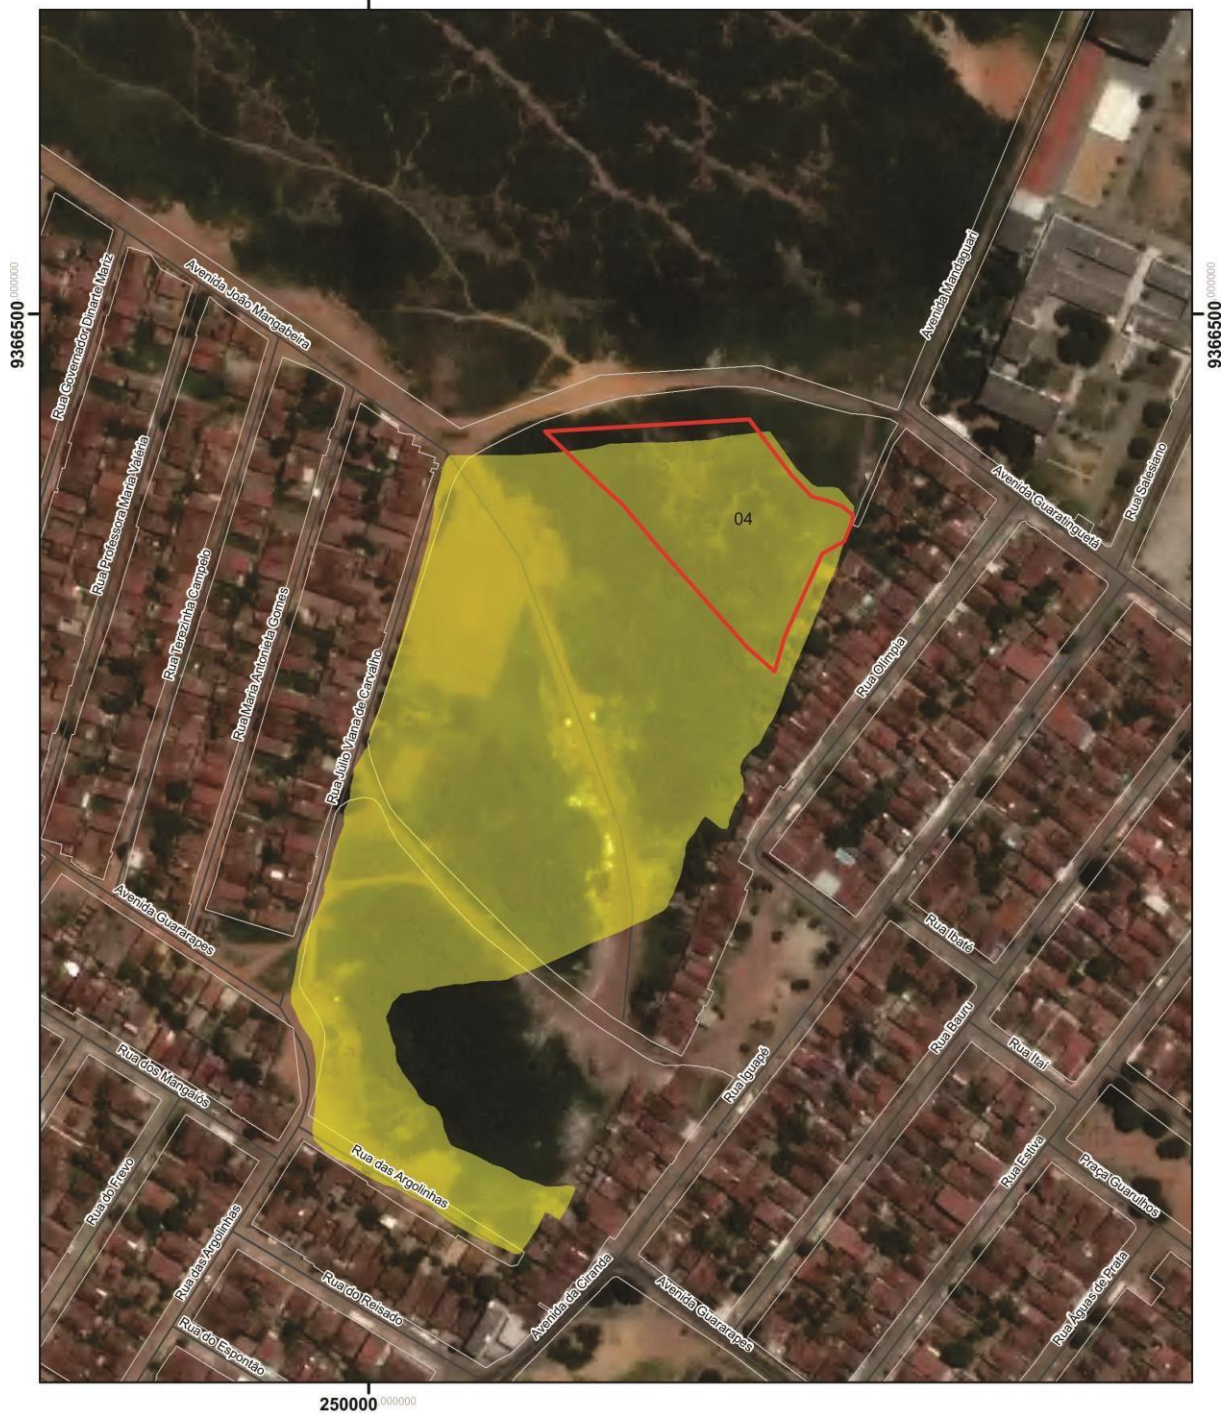 9366500,000000
9366500,000000
Rua Governador Dinarte Mariz
Avenida João Mangabeira
Avenida Mandaguari
Rua Professora Maria Valéria
Rua Terezinha Campelo
Rua Maria Antonieta Gomes
Rua Júlio Viana de Carvalho
Avenida Guaratinguetá
Rua Salesiano
04
Rua Olímpia
Avenida Guararapes
Rua Ibaté
Rua Bauru
Rua Itaí
Rua dos Mangaiós
Rua Iguapé
Rua do Frevo
Rua das Argolinhas
Rua Estiva
Praça Guarulhos
Rua das Argolinhas
Rua do Reisado
Avenida da Ciranda
Avenida Guararapes
Rua Águas de Prata
Rua do Espontão
250000,000000